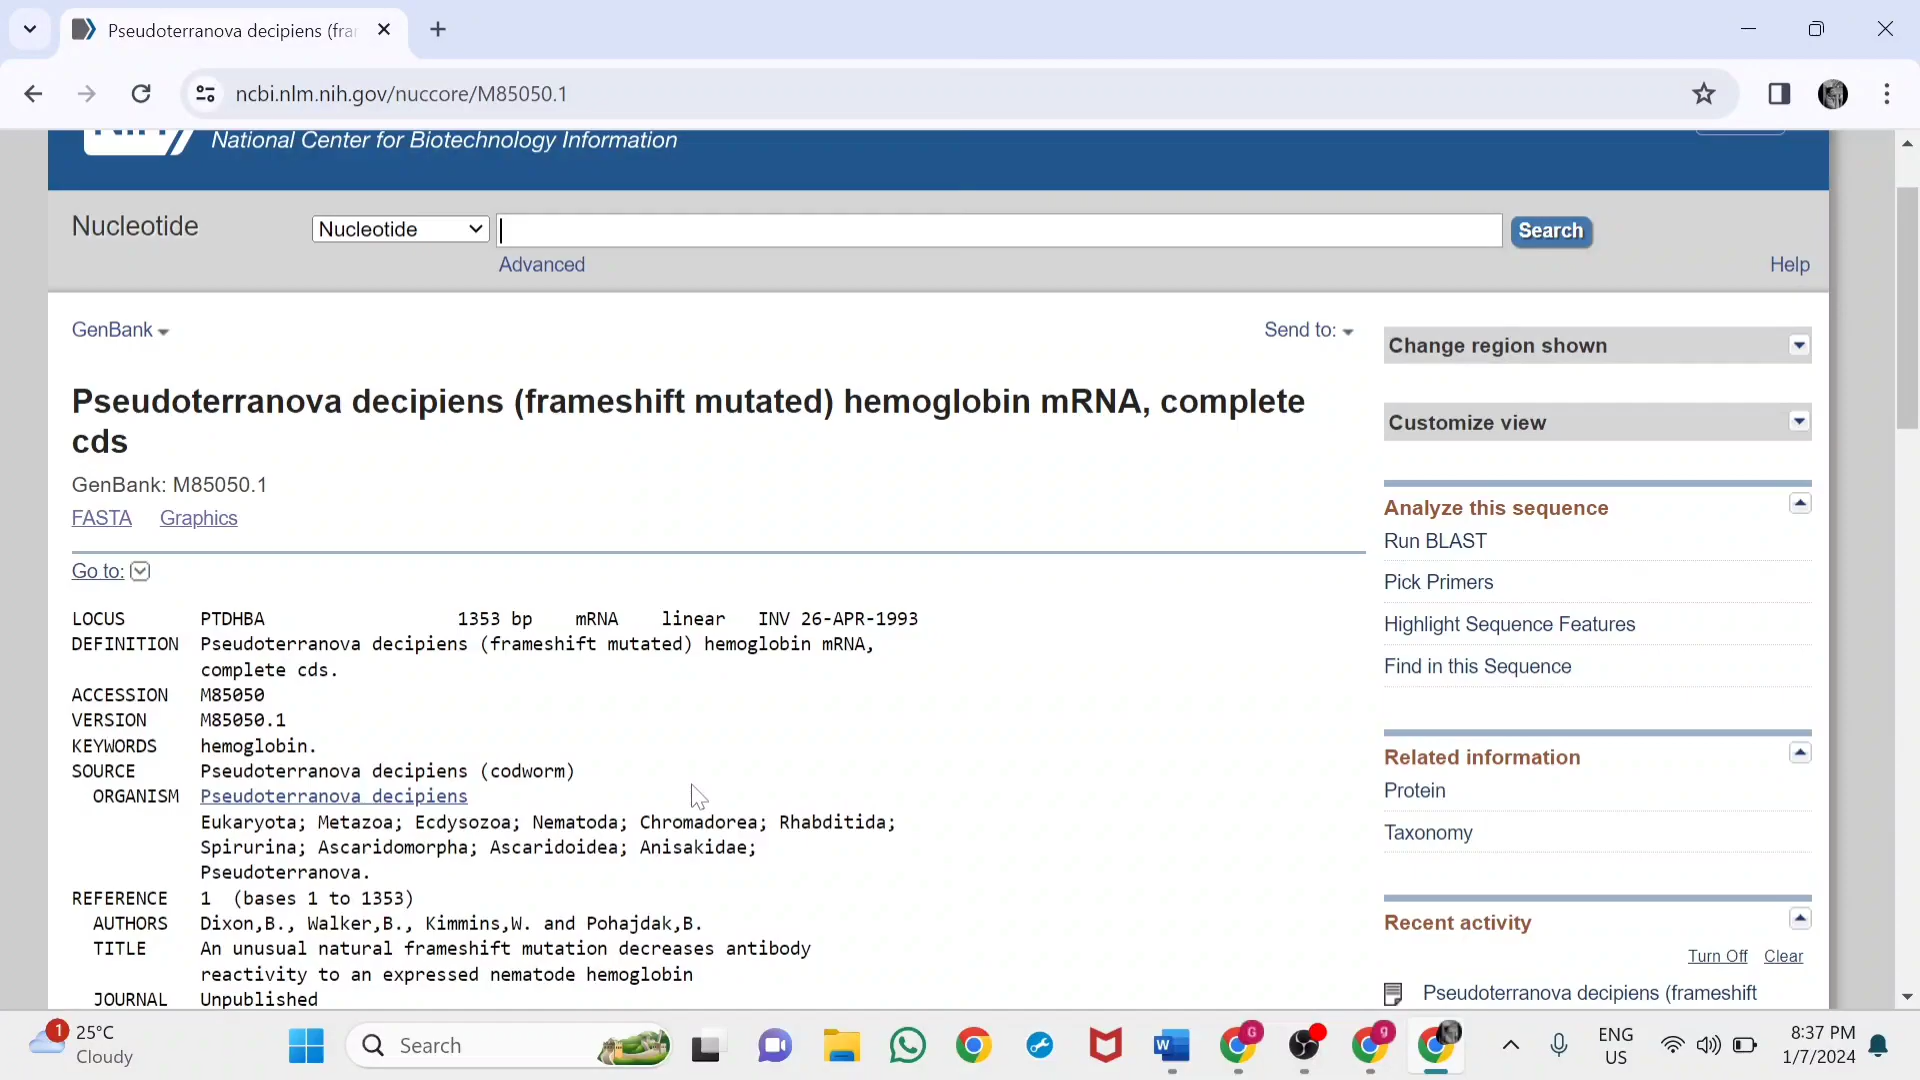 Pseudoterranova decipiens (fra
ncbi.nlm.nih.gov/nuccore/M85050.1
National Center for Biotechnology Information
Nucleotide
Nucleotide
Search
Advanced
Help
GenBank
Send to:
Pseudoterranova decipiens (frameshift mutated) hemoglobin mRNA, complete
cds
GenBank: M85050.1
FASTA Graphics
Go to:
LOCUS PTDHBA 1353 bp mRNA linear INV 26-APR-1993
DEFINITION Pseudoterranova decipiens (frameshift mutated) hemoglobin mRNA,
complete cds.
ACCESSION M85050
VERSION M85050.1
KEYWORDS hemoglobin.
SOURCE Pseudoterranova decipiens (codworm)
ORGANISM Pseudoterranova decipiens
Eukaryota; Metazoa; Ecdysozoa; Nematoda; Chromadorea; Rhabditida;
Spirurina; Ascaridomorpha; Ascaridoidea; Anisakidae;
Pseudoterranova.
REFERENCE 1 (bases 1 to 1353)
AUTHORS Dixon,B., Walker,B., Kimmins,W. and Pohajdak,B.
TITLE An unusual natural frameshift mutation decreases antibody
reactivity to an expressed nematode hemoglobin
JOURNAL Unpublished
Change region shown
Customize view
Analyze this sequence
Run BLAST
Pick Primers
Highlight Sequence Features
Find in this Sequence
Related information
Protein
Taxonomy
Recent activity
Turn Off Clear
Pseudoterranova decipiens (frameshift
1
25°C
Cloudy
Search
W
G
g
ENG
US
8:37 PM
1/7/2024